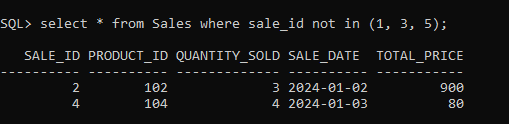 SQL> select * from Sales where sale_id not in (1, 3, 5);
   SALE_ID PRODUCT_ID QUANTITY_SOLD SALE_DATE  TOTAL_PRICE
---------- ---------- ------------- ---------- -----------
         2        102             3 2024-01-02         900
         4        104             4 2024-01-03          80